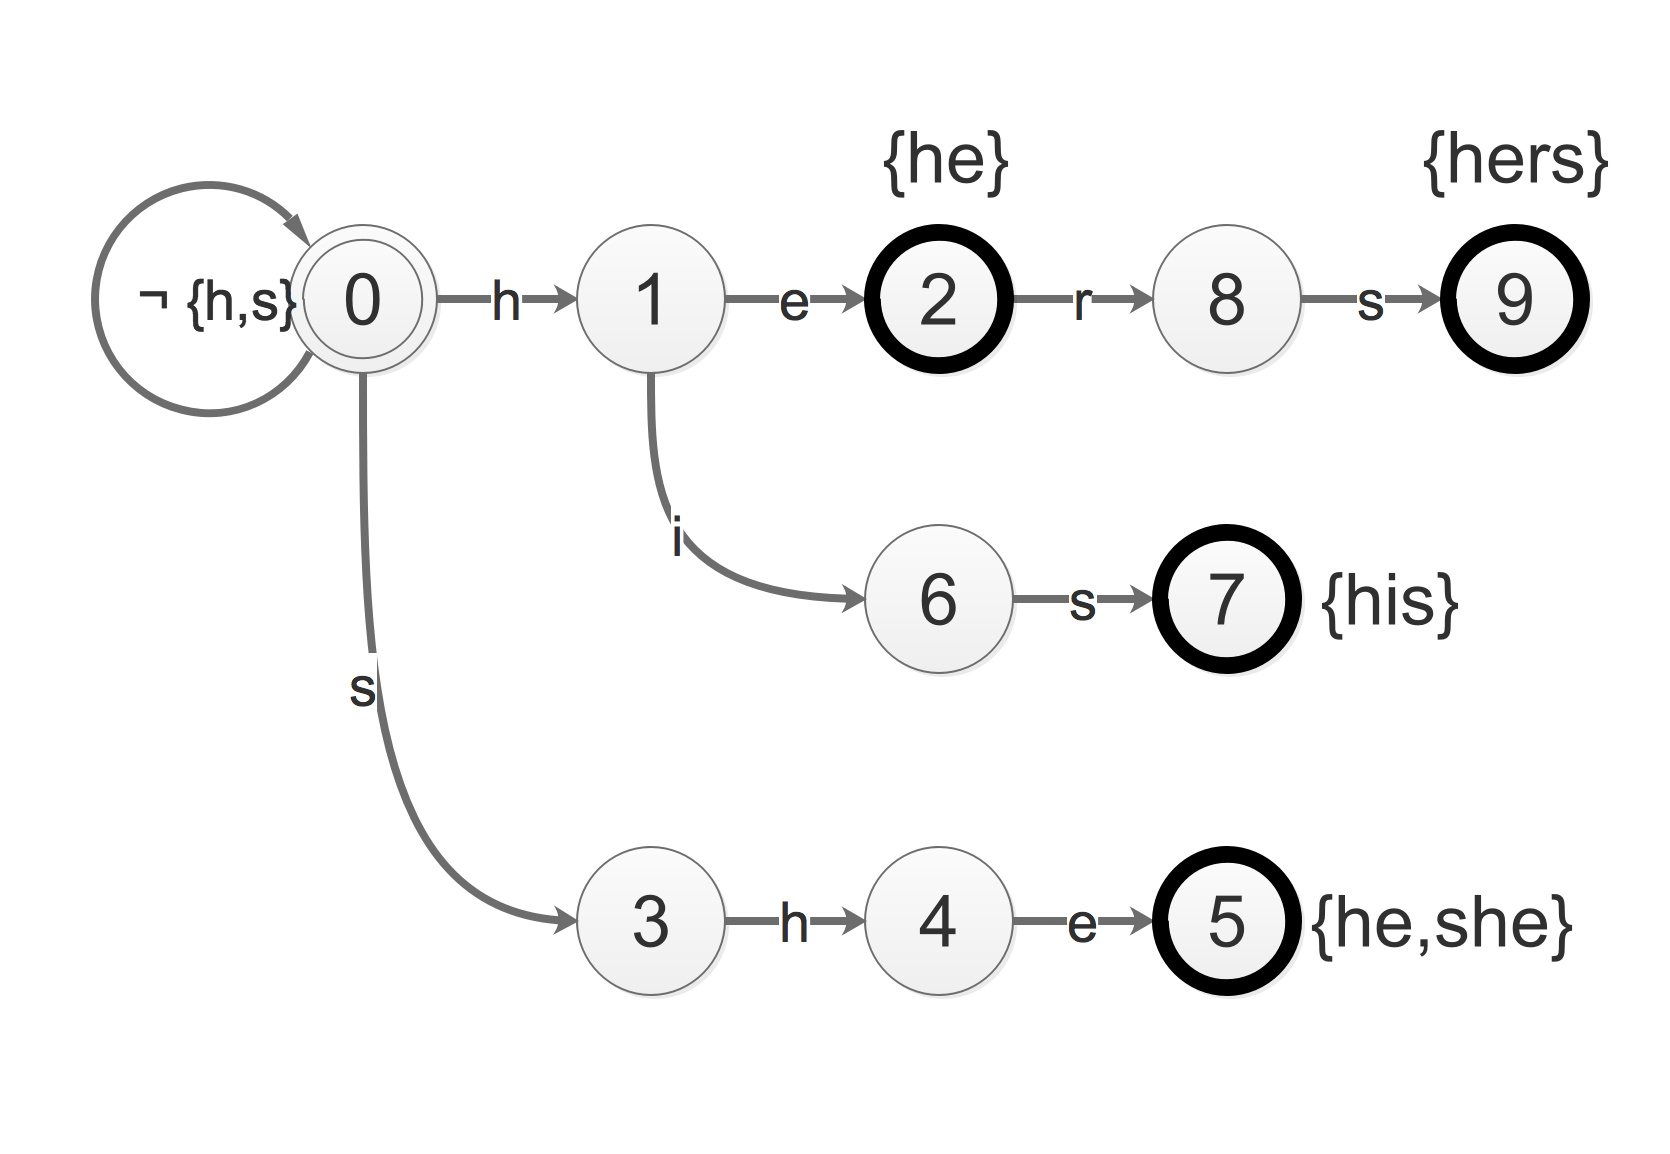 {he} {hers}
¬ {h,s} 0 h 1 e 2 r 8 s 9
i
6 s 7 {his}
s
3 h 4 e 5 {he,she}